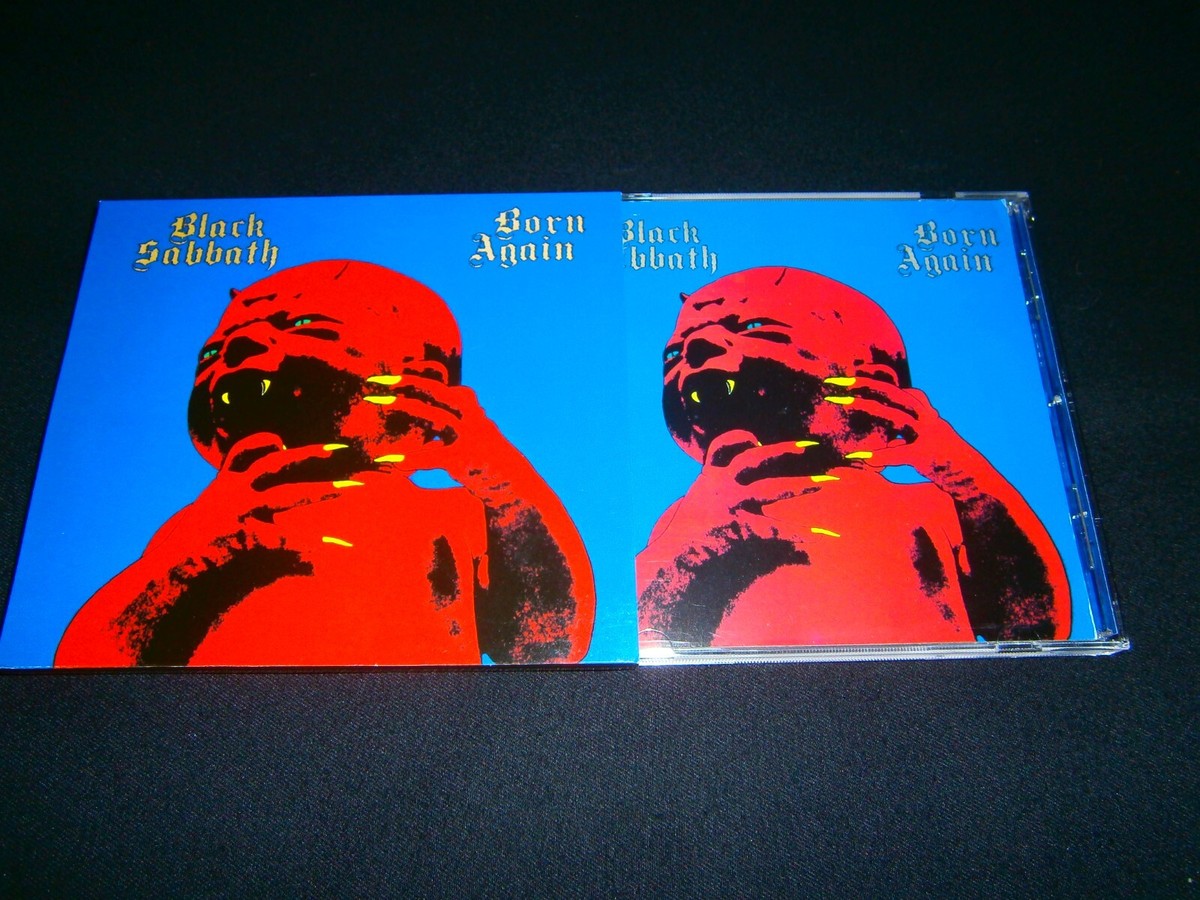 Black
Sabbath
Born
Again
Black
bbath
Born
Again